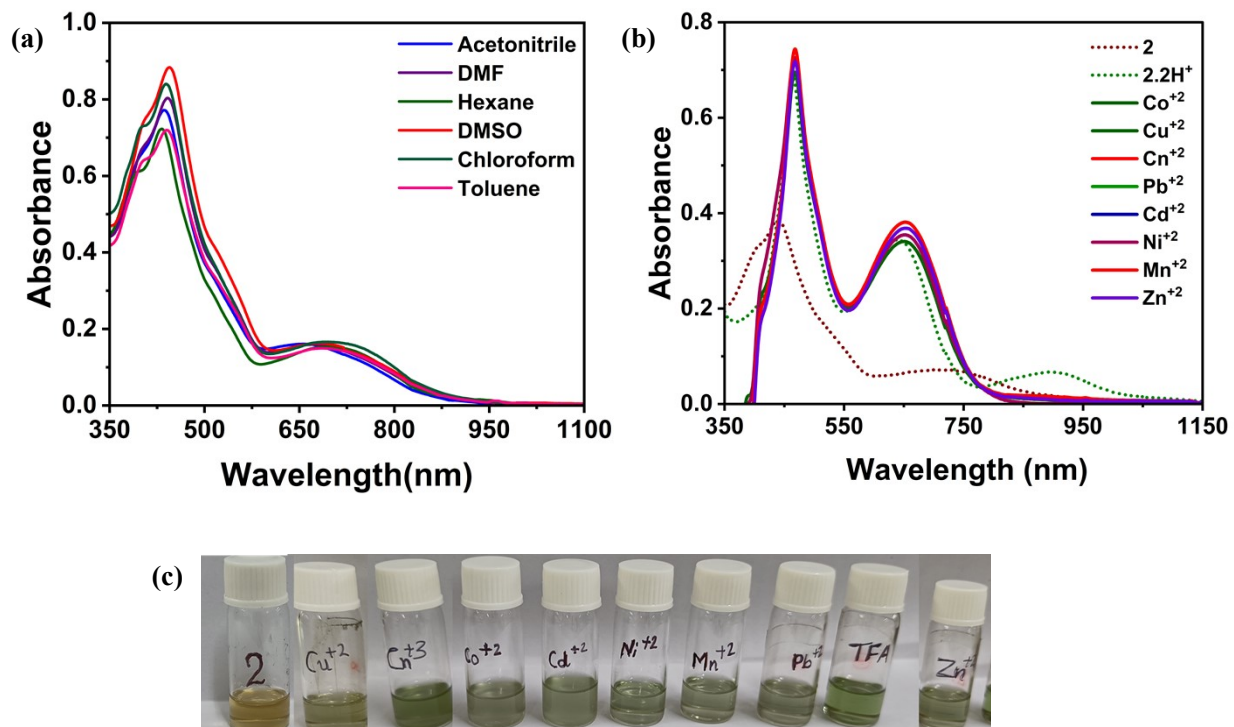 (a)
1.0
0.8
0.6
0.4
0.2
0.0
Absorbance
Acetonitrile
DMF
Hexane
DMSO
Chloroform
Toluene
350 500 650 800 950 1100
Wavelength(nm)
(b)
0.8
0.6
0.4
0.2
0.0
Absorbance
2
2.2H⁺
Co⁺²
Cu⁺²
Cn⁺²
Pb⁺²
Cd⁺²
Ni⁺²
Mn⁺²
Zn⁺²
350 550 750 950 1150
Wavelength (nm)
(c)
2
Cu⁺²
Cn⁺³
Co⁺²
Cd⁺²
Ni⁺²
Mn⁺²
Pb⁺²
TFA